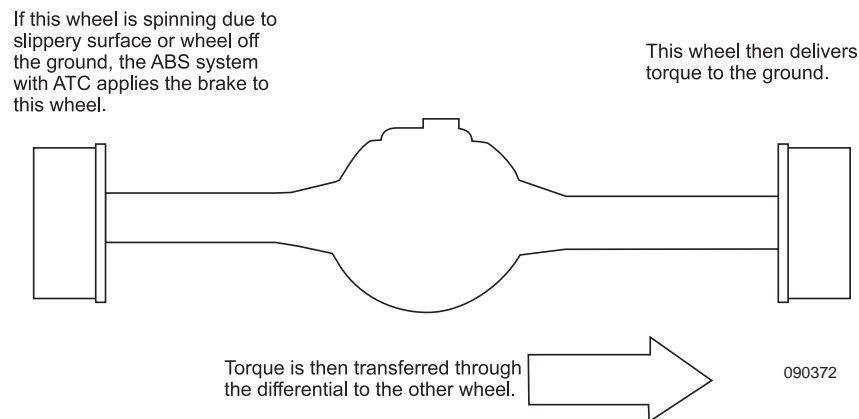 If this wheel is spinning due to
slippery surface or wheel off
the ground, the ABS system
with ATC applies the brake to
this wheel.
This wheel then delivers
torque to the ground.
Torque is then transferred through
the differential to the other wheel.
090372